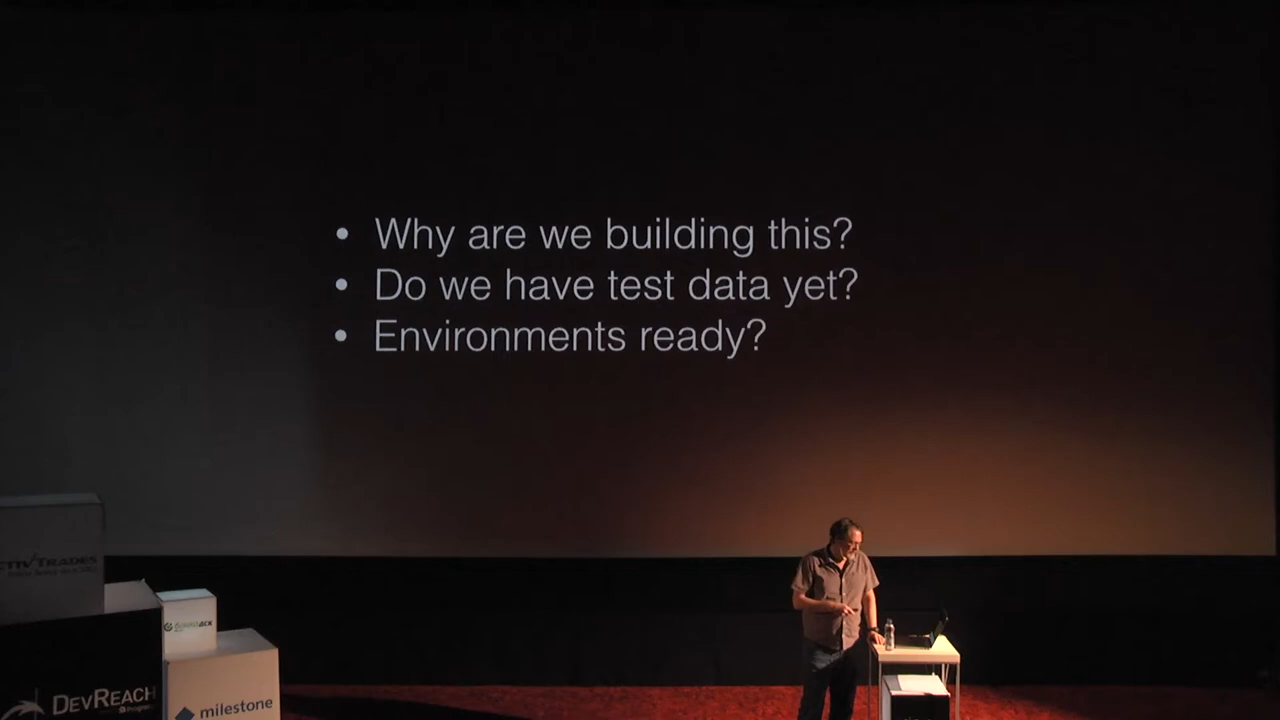 • Why are we building this?
• Do we have test data yet?
• Environments ready?
DEVREACH
milestone